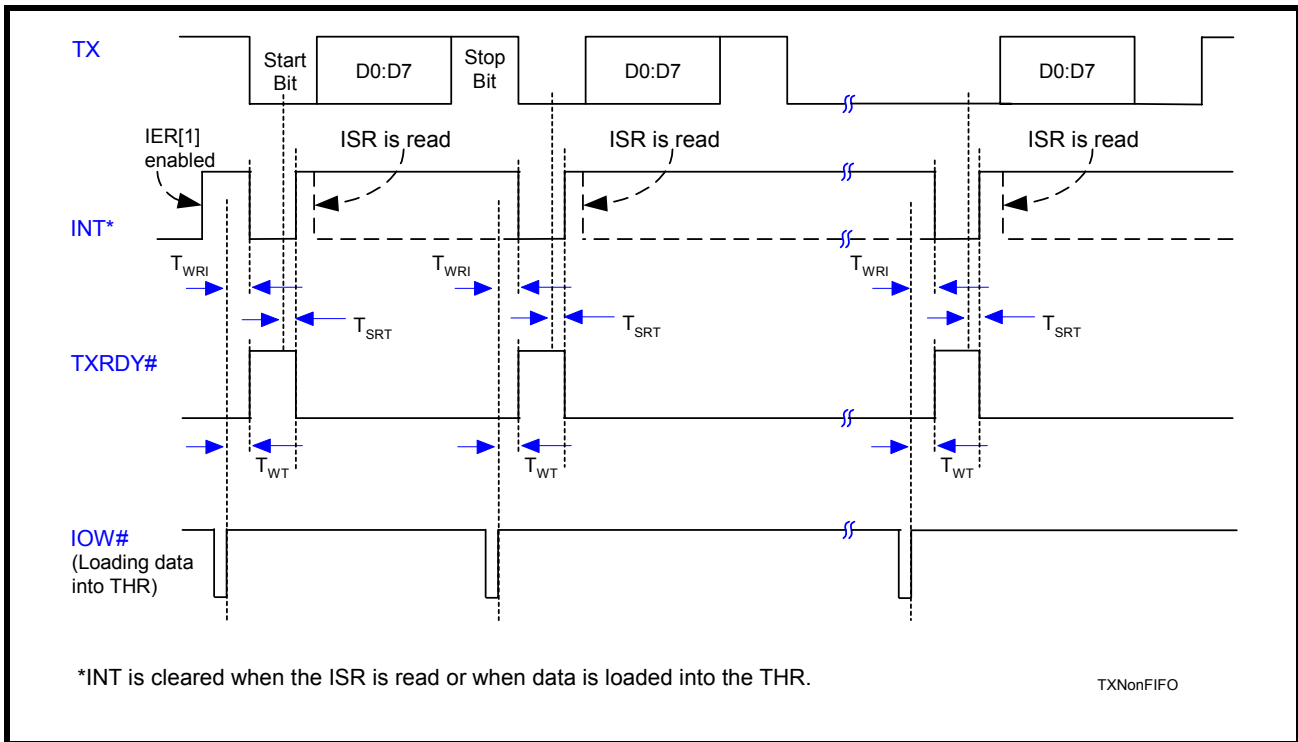 TX
Start
Bit
D0:D7
Stop
Bit
D0:D7
D0:D7
IER[1]
enabled
ISR is read
ISR is read
ISR is read
INT*
TWRI
TWRI
TWRI
TSRT
TSRT
TSRT
TXRDY#
TWT
TWT
TWT
IOW#
(Loading data
into THR)
*INT is cleared when the ISR is read or when data is loaded into the THR.
TXNonFIFO